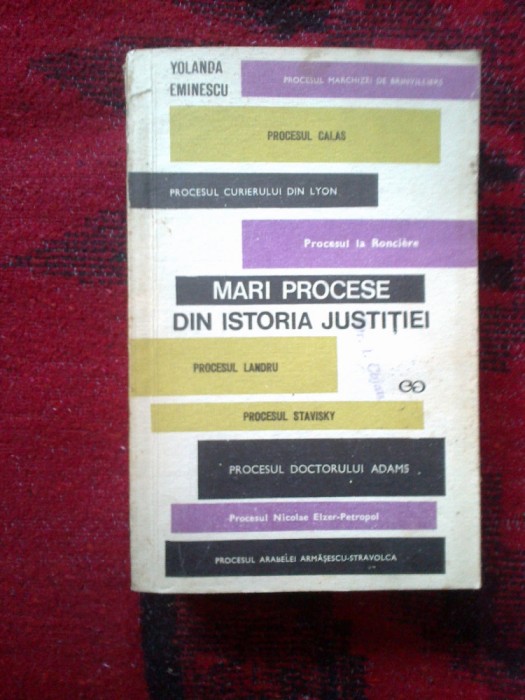 YOLANDA
EMINESCU
PROCESUL MARCHIZEI DE BRINVILLIERS
PROCESUL CALAS
PROCESUL CURIERULUI DIN LYON
Procesul la Roncière
MARI PROCESE
DIN ISTORIA JUSTIȚIEI
PROCESUL LANDRU
PROCESUL STAVISKY
PROCESUL DOCTORULUI ADAMS
Procesul Nicolae Elzer-Petropol
PROCESUL ARABELEI ARMĂȘESCU-STRAVOLCA